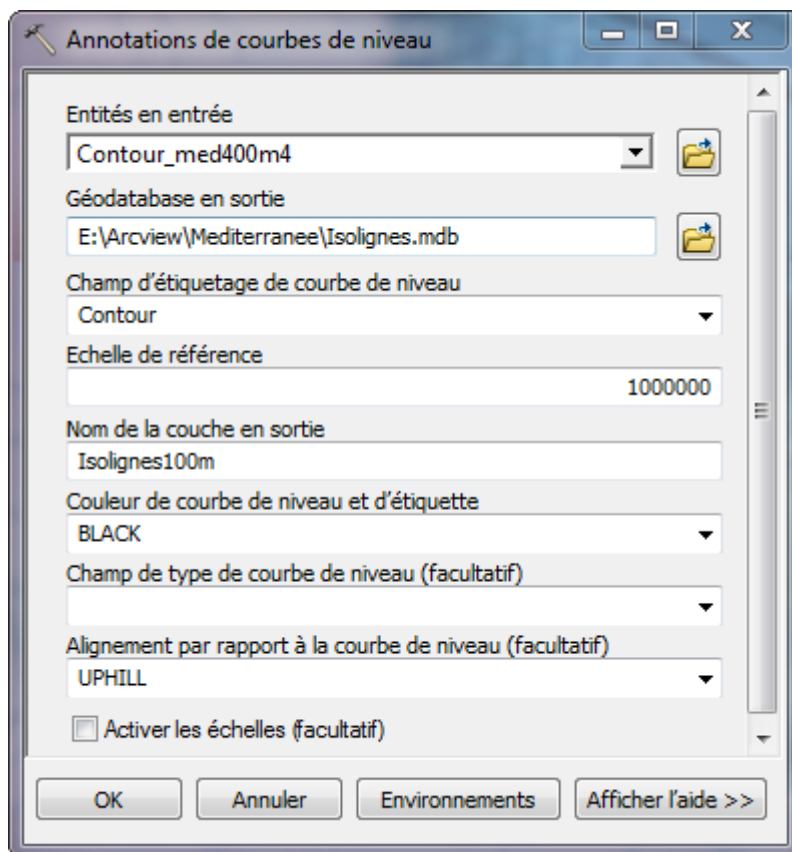 Annotations de courbes de niveau
Entités en entrée
Contour_med400m4
Géodatabase en sortie
E:\Arcview\Mediterranee\Isolignes.mdb
Champ d'étiquetage de courbe de niveau
Contour
Echelle de référence
1000000
Nom de la couche en sortie
Isolignes100m
Couleur de courbe de niveau et d'étiquette
BLACK
Champ de type de courbe de niveau (facultatif)
Alignement par rapport à la courbe de niveau (facultatif)
UPHILL
Activer les échelles (facultatif)
OK Annuler Environnements Afficher l'aide >>